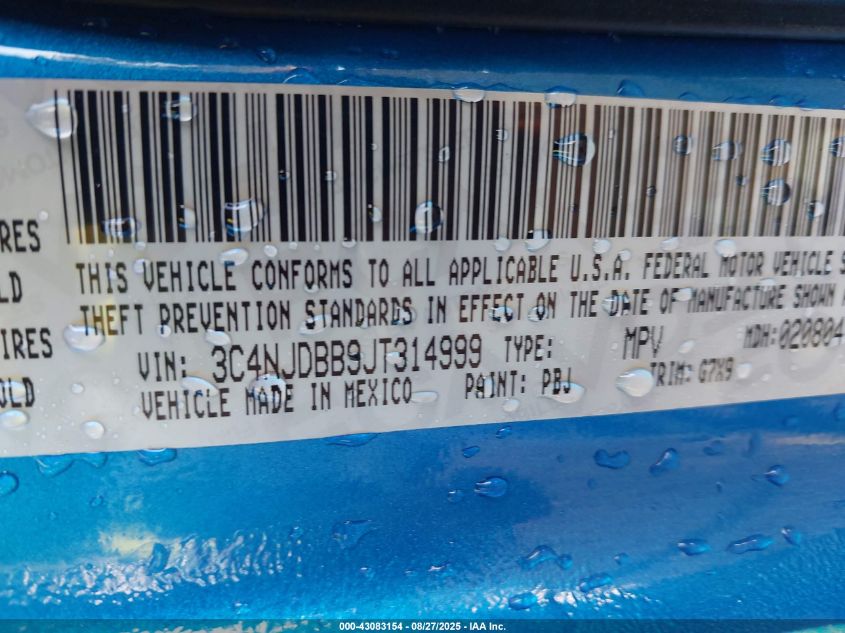 THIS VEHICLE CONFORMS TO ALL APPLICABLE U.S.A. FEDERAL MOTOR VEHICLE S
THEFT PREVENTION STANDARDS IN EFFECT ON THE DATE OF MANUFACTURE SHOWN A
VIN: 3C4NJDBB9JT314999 TYPE: MPV MDH:020804
VEHICLE MADE IN MEXICO PAINT: PBJ TRIM: G7X9
RES
LD
IRES
OLD
000-43083154 - 08/27/2025 - IAA Inc.